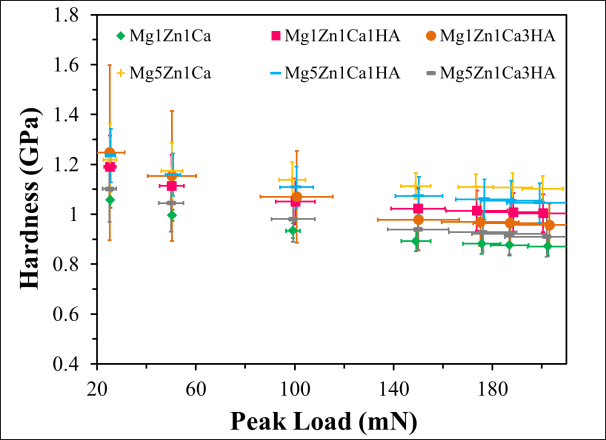 1.8
Mg1Zn1Ca Mg1Zn1Ca1HA Mg1Zn1Ca3HA
1.6
Mg5Zn1Ca Mg5Zn1Ca1HA Mg5Zn1Ca3HA
1.4
1.2
1
0.8
0.6
0.4
Hardness (GPa)
20 60 100 140 180
Peak Load (mN)